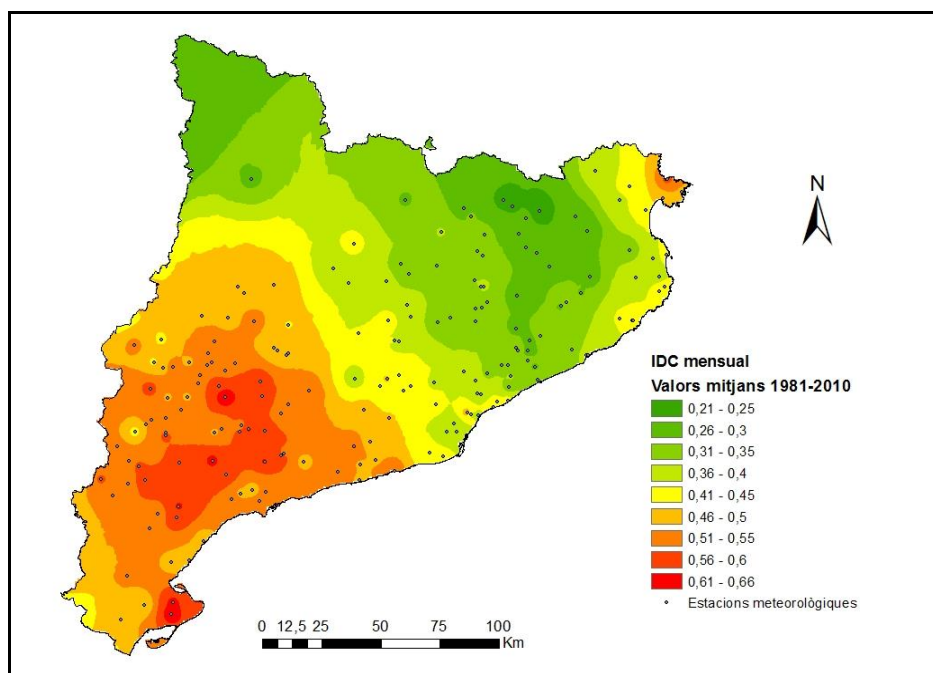 N
IDC mensual
Valors mitjans 1981-2010
0,21 - 0,25
0,26 - 0,3
0,31 - 0,35
0,36 - 0,4
0,41 - 0,45
0,46 - 0,5
0,51 - 0,55
0,56 - 0,6
0,61 - 0,66
Estacions meteorològiques
0 12,5 25 50 75 100
Km